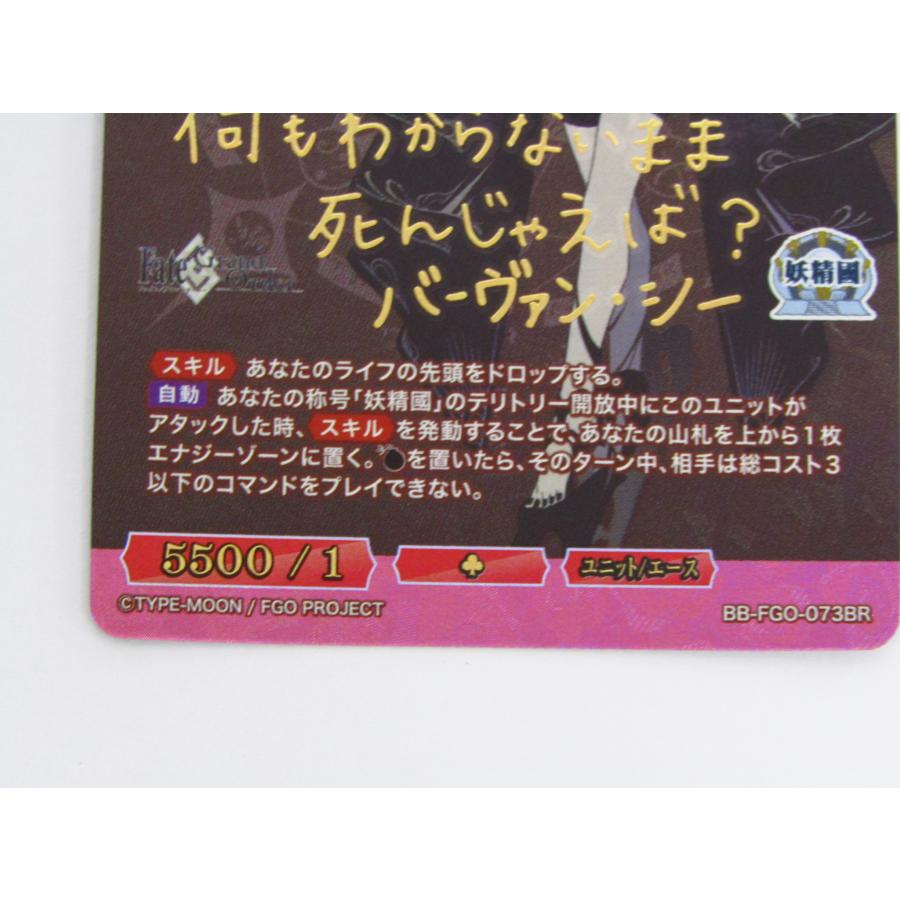 何もわからないまま
死んじゃえば?
バーヴァン・シー
Fate Grand Order
妖精國
スキル あなたのライフの先頭をドロップする。
自動 あなたの称号「妖精國」のテリトリー開放中にこのユニットが
アタックした時、スキルを発動することで、あなたの山札を上から1枚
エナジーゾーンに置く。を置いたら、そのターン中、相手は総コスト3
以下のコマンドをプレイできない。
5500 / 1
♣
ユニット/エース
©TYPE-MOON / FGO PROJECT
BB-FGO-073BR